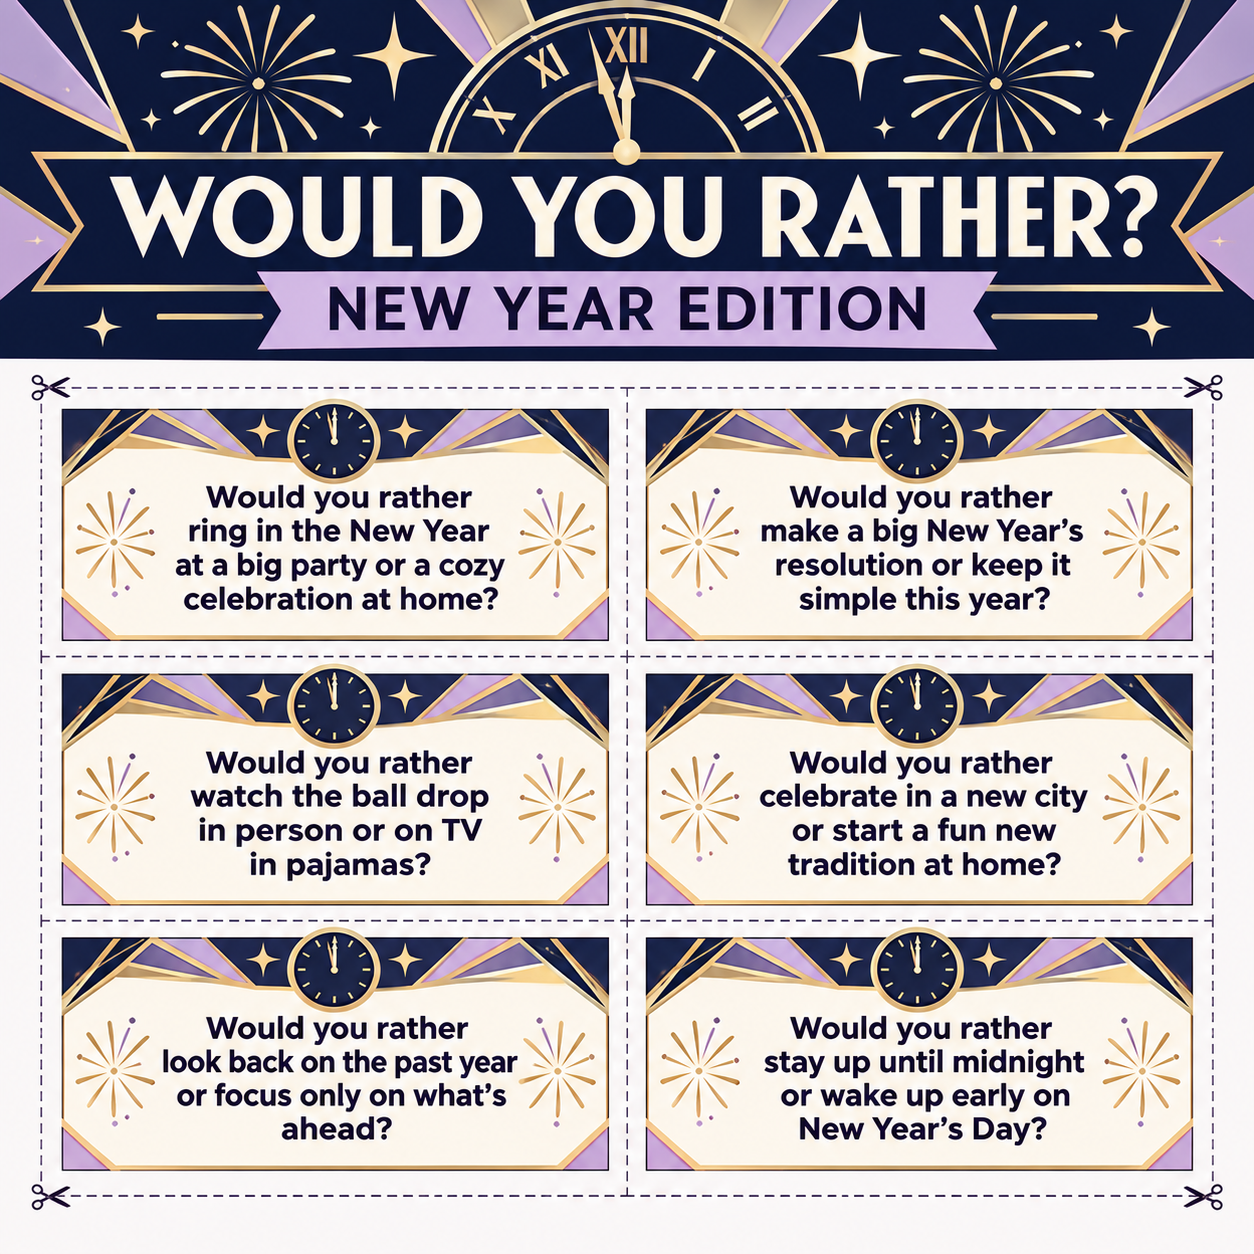 X XI XII I II
WOULD YOU RATHER?
NEW YEAR EDITION
Would you rather
ring in the New Year
at a big party or a cozy
celebration at home?
Would you rather
make a big New Year’s
resolution or keep it
simple this year?
Would you rather
watch the ball drop
in person or on TV
in pajamas?
Would you rather
celebrate in a new city
or start a fun new
tradition at home?
Would you rather
look back on the past year
or focus only on what’s
ahead?
Would you rather
stay up until midnight
or wake up early on
New Year’s Day?